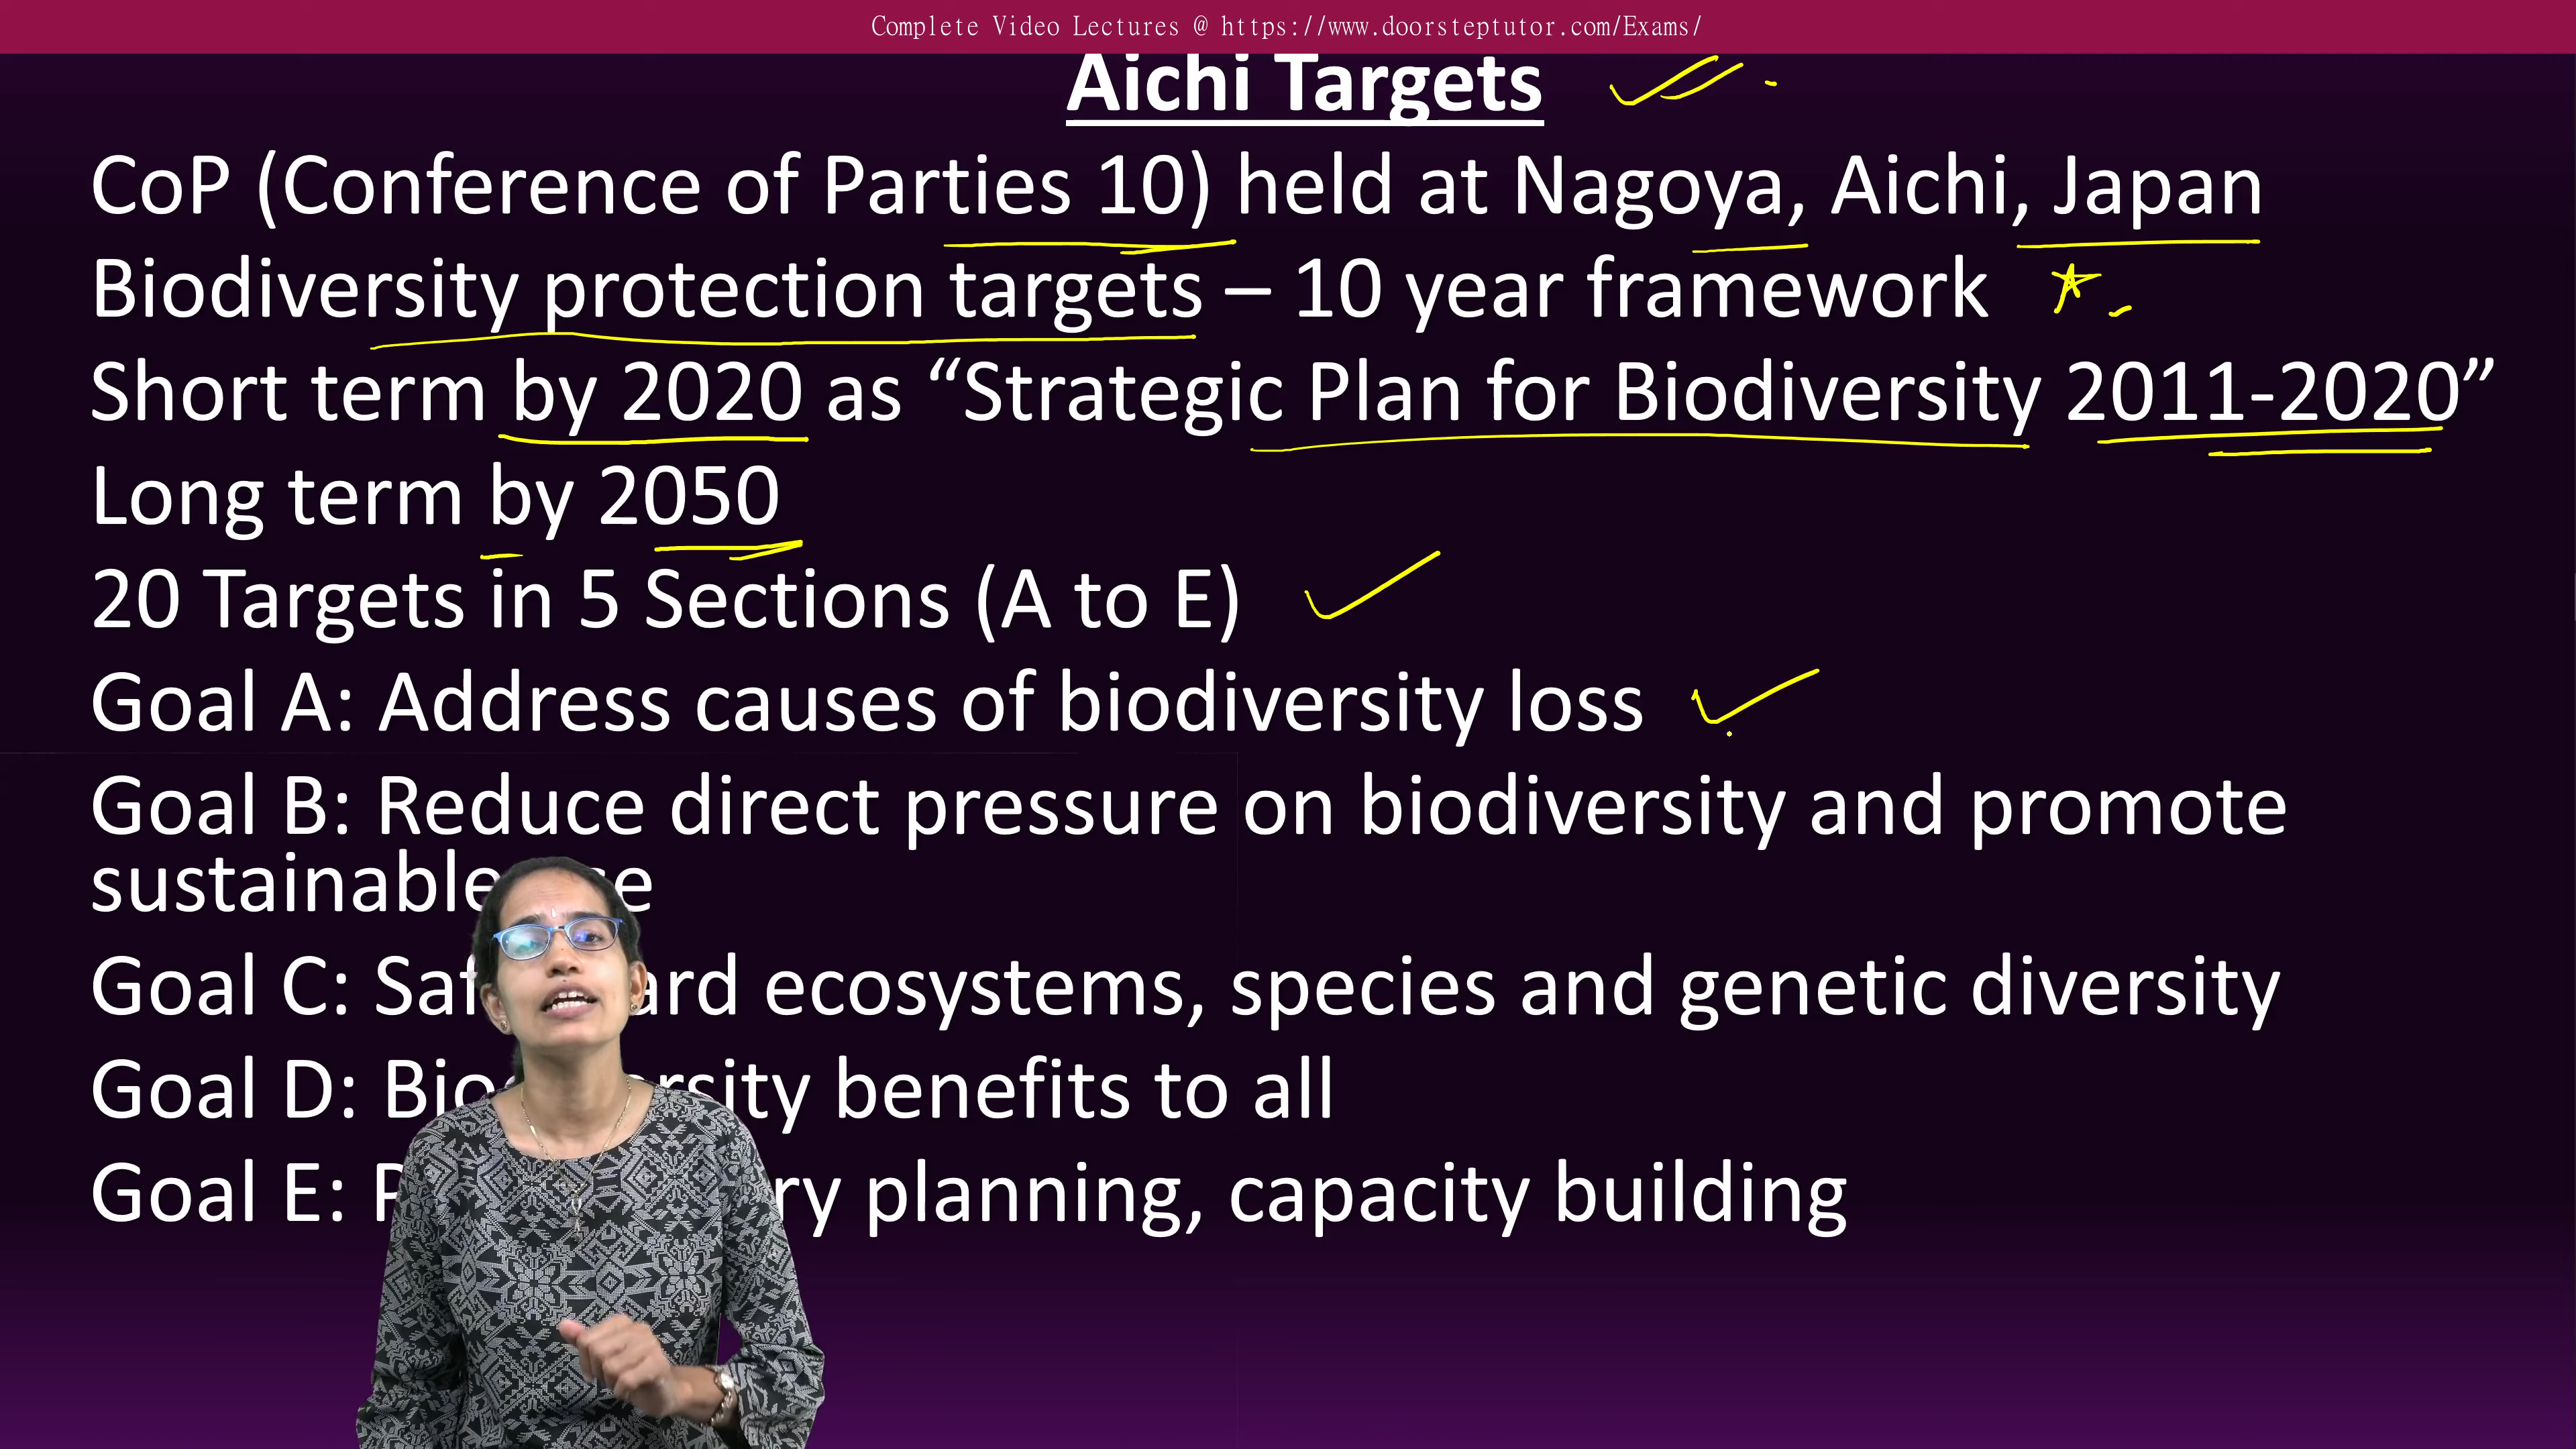 Complete Video Lectures @ https://www.doorsteptutor.com/Exams/
Aichi Targets
CoP (Conference of Parties 10) held at Nagoya, Aichi, Japan
Biodiversity protection targets – 10 year framework
Short term by 2020 as “Strategic Plan for Biodiversity 2011-2020”
Long term by 2050
20 Targets in 5 Sections (A to E)
Goal A: Address causes of biodiversity loss
Goal B: Reduce direct pressure on biodiversity and promote
sustainable
Goal C: ecosystems, species and genetic diversity
Goal D: benefits to all
Goal E: planning, capacity building